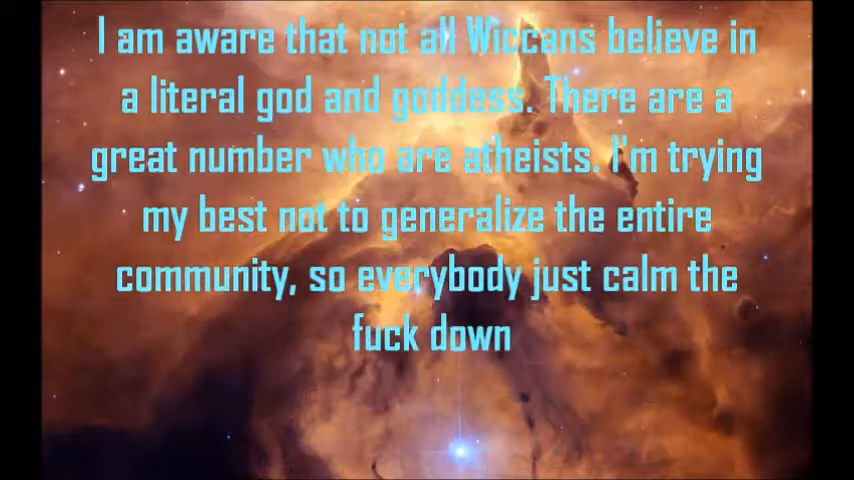 I am aware that not all Wiccans believe in
a literal god and goddess. There are a
great number who are atheists. I'm trying
my best not to generalize the entire
community, so everybody just calm the
fuck down